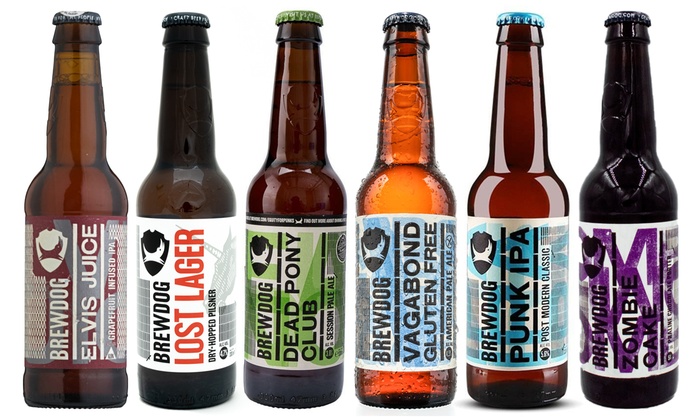 BREWDOG
ELVIS JUICE
GRAPEFRUIT INFUSED IPA
BREWDOG
LOST LAGER
DRY-HOPPED PILSNER
BREWDOG
DEAD PONY
CLUB
SESSION PALE ALE
BREWDOG
VAGABOND
GLUTEN FREE
AMERICAN PALE ALE
BREWDOG
PUNK IPA
POST MODERN CLASSIC
BREWDOG
ZOMBIE
CAKE